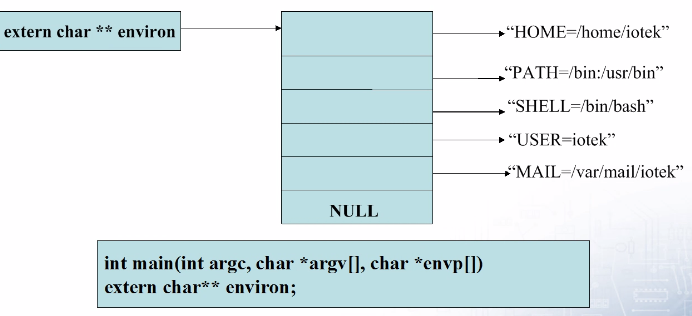 extern char ** environ
“HOME=/home/iotek”
“PATH=/bin:/usr/bin”
“SHELL=/bin/bash”
“USER=iotek”
“MAIL=/var/mail/iotek”
NULL
int main(int argc, char *argv[], char *envp[])
extern char** environ;